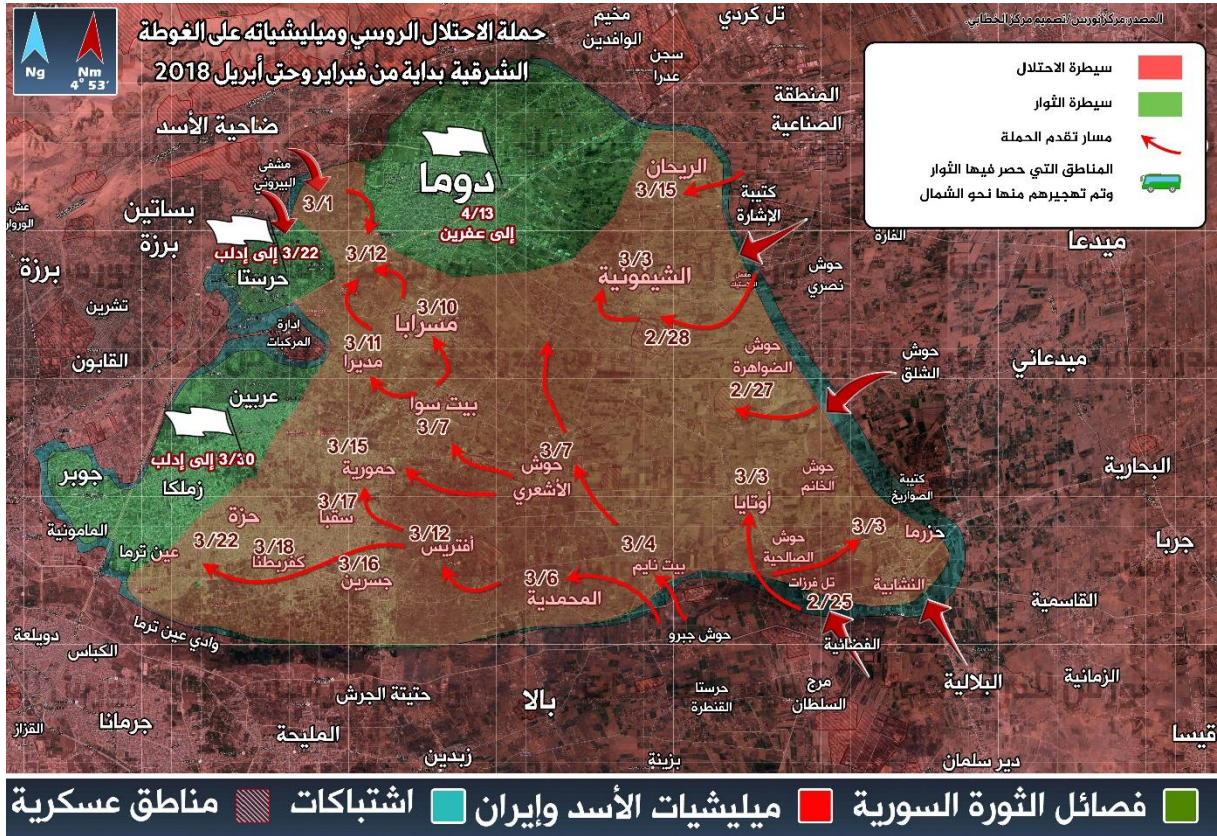 المصدر:مركز نورس/تصميم مركز الخطابي.
حملة الاحتلال الروسي وميليشياته على الغوطة
الشرقية بداية من فبراير وحتى أبريل 2018
Ng
Nm
4° 53'
سيطرة الاحتلال
سيطرة الثوار
مسار تقدم الحملة
المناطق التي حصر فيها الثوار
وتم تهجيرهم منها نحو الشمال
تل كردي
مخيم
الوافدين
سجن
عدرا
المنطقة
الصناعية
ضاحية الأسد
مشفى
البيروني
3/1
دوما
4/13
إلى عفرين
الريحان
3/15
كتيبة
الإشارة
عش
الورور
بساتين
برزة
برزة
3/22 إلى إدلب
حرستا
3/12
3/3
الشيفونية
2/28
حوش
نصري
الفارة
ميدعا
تشرين
القابون
إدارة
المركبات
3/10
مسرابا
3/11
مديرا
حوش
الضواهرة
2/27
حوش
الشلق
ميدعاني
عربين
بيت سوا
3/7
3/30 إلى إدلب
زملكا
جوبر
المامونية
عين ترما
3/15
حمورية
3/7
حوش
الأشعري
3/3
أوتايا
حوش
الخانم
كتيبة
الصواريخ
البحارية
3/17
سقبا
حزة
3/22
3/18
كفربطنا
3/12
أفتريس
3/16
جسرين
3/4
بيت نايم
3/6
المحمدية
حوش
الصالحية
تل فرزات
2/25
3/3
حزرما
النشابية
جربا
القاسمية
وادي عين ترما
دويلعة
الكباس
حوش جبرو
الفضائية
البلالية
الزمانية
القزاز
جرمانا
المليحة
حتيتة الجرش
زبدين
بالا
حرستا
القنطرة
بزينة
مرج
السلطان
دير سلمان
قيسا
فصائل الثورة السورية
ميليشيات الأسد وإيران
اشتباكات
مناطق عسكرية